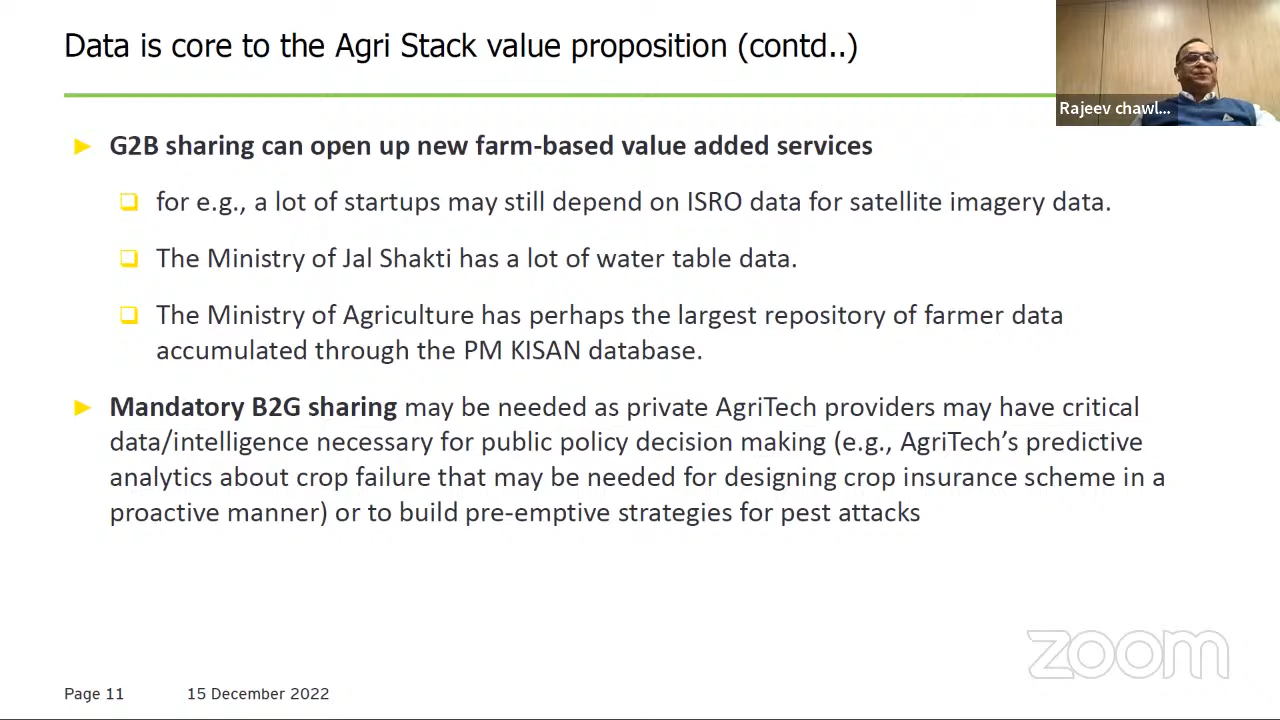 Data is core to the Agri Stack value proposition (contd..)
Rajeev chawl...
G2B sharing can open up new farm-based value added services
for e.g., a lot of startups may still depend on ISRO data for satellite imagery data.
The Ministry of Jal Shakti has a lot of water table data.
The Ministry of Agriculture has perhaps the largest repository of farmer data
accumulated through the PM KISAN database.
Mandatory B2G sharing may be needed as private AgriTech providers may have critical
data/intelligence necessary for public policy decision making (e.g., AgriTech’s predictive
analytics about crop failure that may be needed for designing crop insurance scheme in a
proactive manner) or to build pre-emptive strategies for pest attacks
zoom
Page 11 15 December 2022